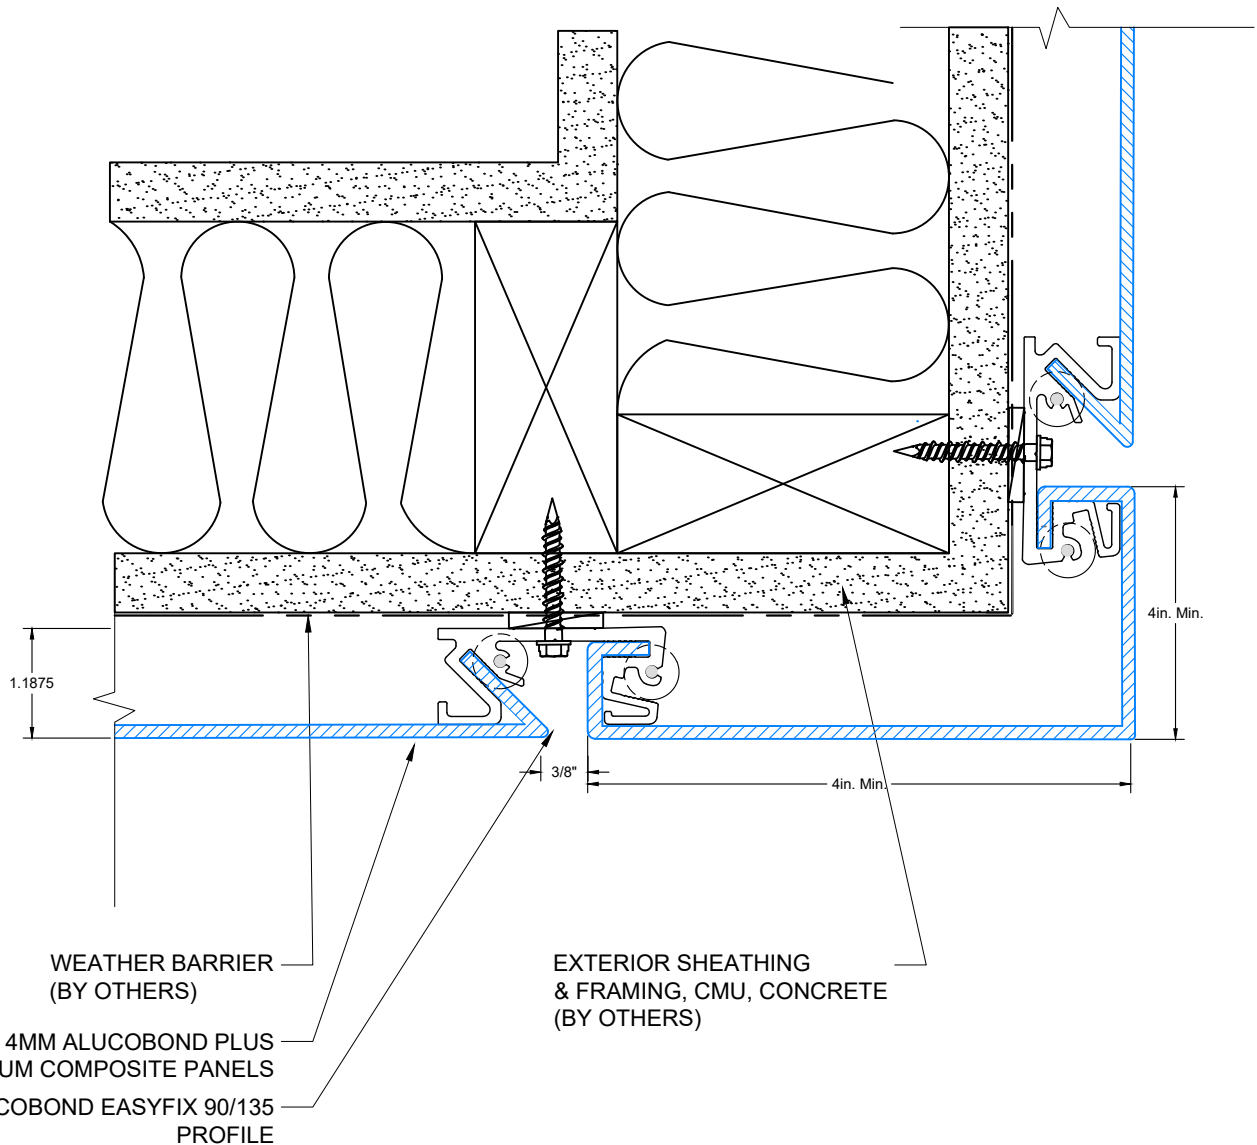 4in. Min.
1.1875
3/8"
4in. Min.
WEATHER BARRIER
(BY OTHERS)
EXTERIOR SHEATHING
& FRAMING, CMU, CONCRETE
(BY OTHERS)
4MM ALUCOBOND PLUS
UM COMPOSITE PANELS
COBOND EASYFIX 90/135
PROFILE